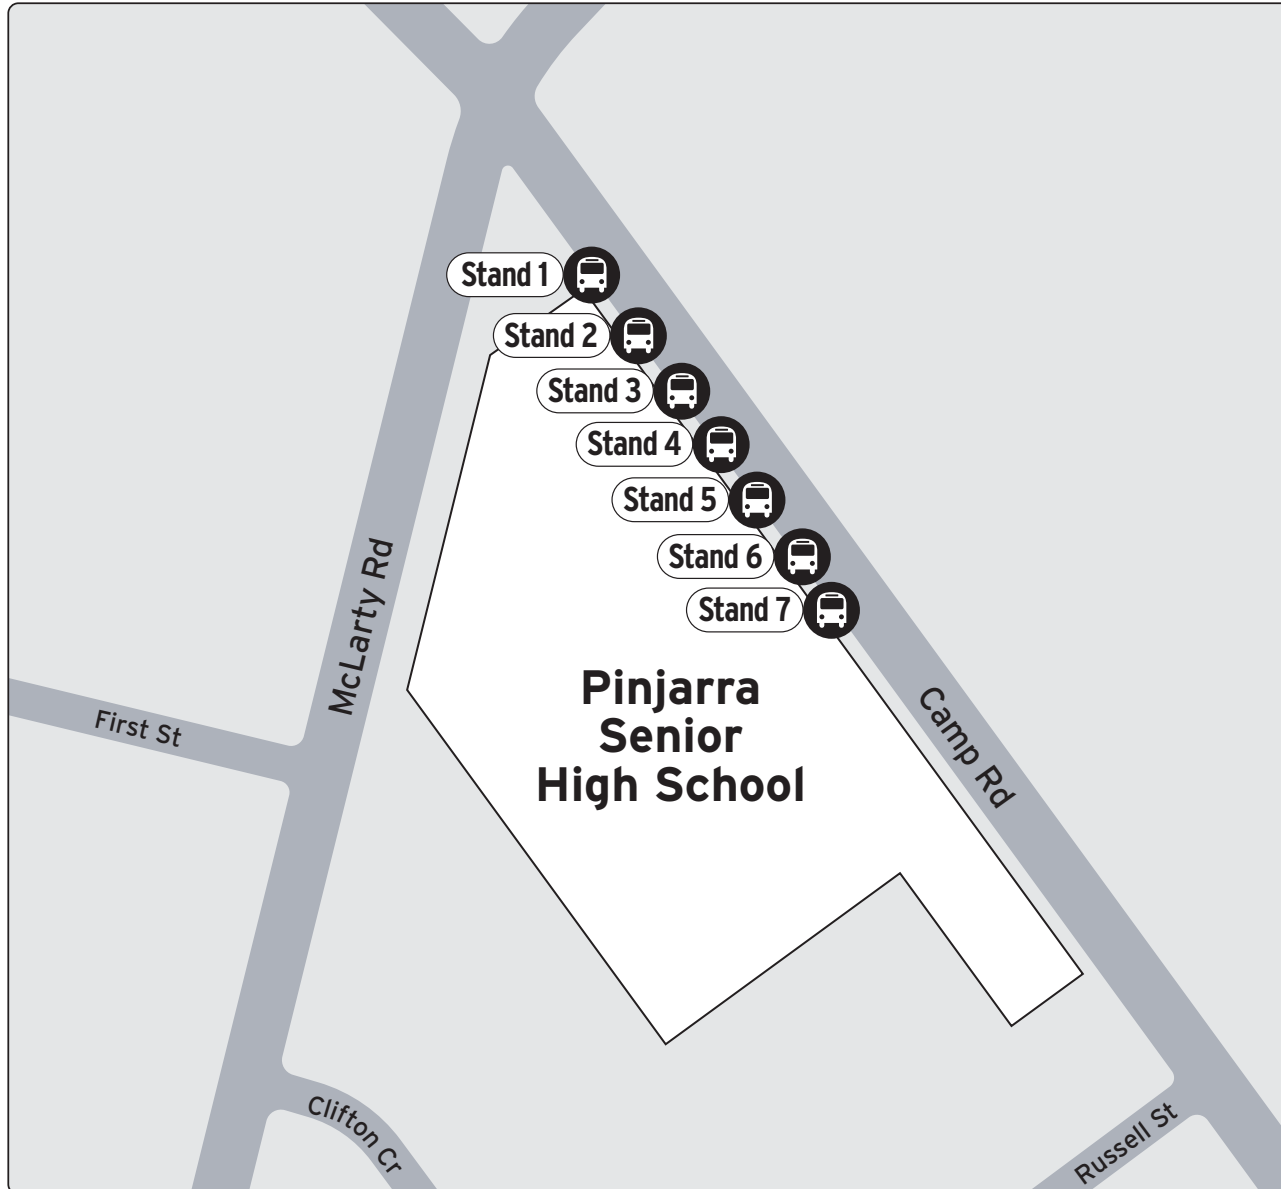 Stand 1
Stand 2
Stand 3
Stand 4
Stand 5
Stand 6
Stand 7
McLarty Rd
Pinjarra
Senior
High School
Camp Rd
First St
Clifton Cr
Russell St